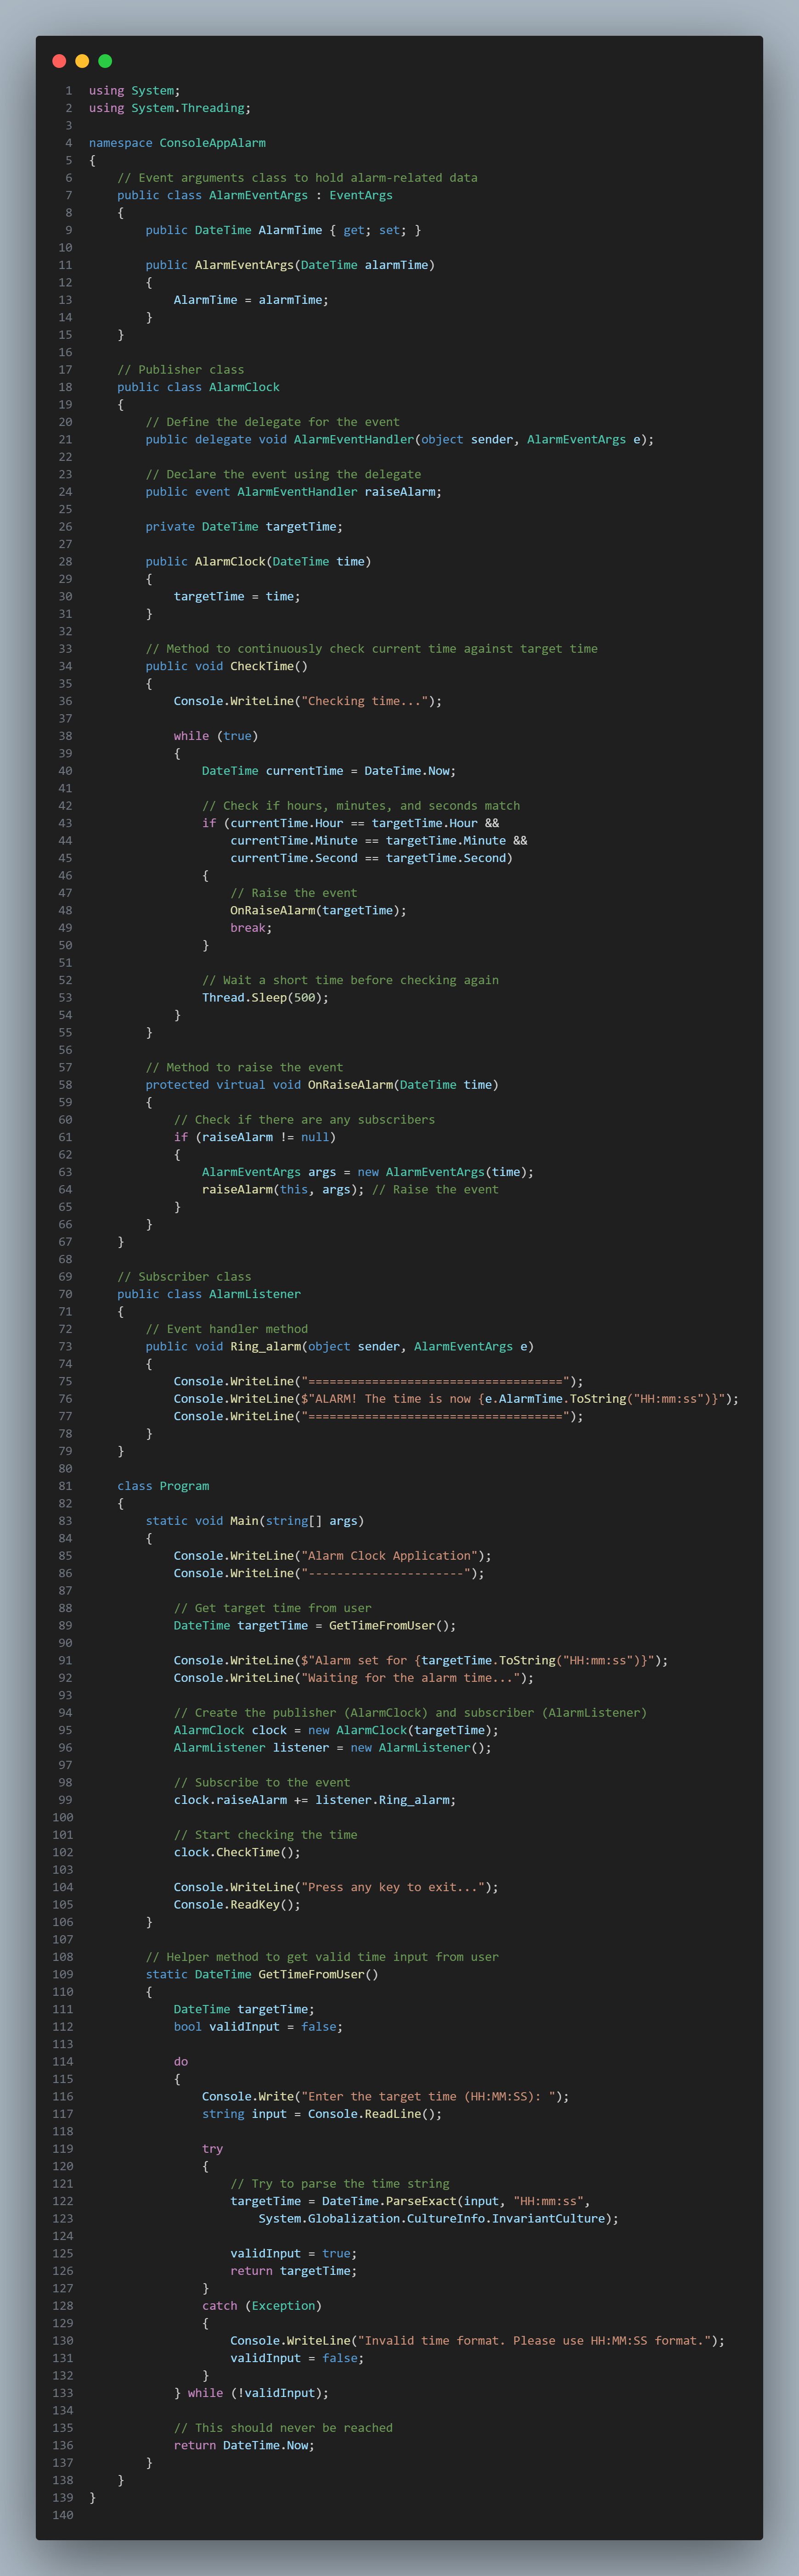 1 using System;
2 using System.Threading;
3
4 namespace ConsoleAppAlarm
5 {
6     // Event arguments class to hold alarm-related data
7     public class AlarmEventArgs : EventArgs
8     {
9         public DateTime AlarmTime { get; set; }
10
11         public AlarmEventArgs(DateTime alarmTime)
12         {
13             AlarmTime = alarmTime;
14         }
15     }
16
17     // Publisher class
18     public class AlarmClock
19     {
20         // Define the delegate for the event
21         public delegate void AlarmEventHandler(object sender, AlarmEventArgs e);
22
23         // Declare the event using the delegate
24         public event AlarmEventHandler raiseAlarm;
25
26         private DateTime targetTime;
27
28         public AlarmClock(DateTime time)
29         {
30             targetTime = time;
31         }
32
33         // Method to continuously check current time against target time
34         public void CheckTime()
35         {
36             Console.WriteLine("Checking time...");
37
38             while (true)
39             {
40                 DateTime currentTime = DateTime.Now;
41
42                 // Check if hours, minutes, and seconds match
43                 if (currentTime.Hour == targetTime.Hour &&
44                     currentTime.Minute == targetTime.Minute &&
45                     currentTime.Second == targetTime.Second)
46                 {
47                     // Raise the event
48                     OnRaiseAlarm(targetTime);
49                     break;
50                 }
51
52                 // Wait a short time before checking again
53                 Thread.Sleep(500);
54             }
55         }
56
57         // Method to raise the event
58         protected virtual void OnRaiseAlarm(DateTime time)
59         {
60             // Check if there are any subscribers
61             if (raiseAlarm != null)
62             {
63                 AlarmEventArgs args = new AlarmEventArgs(time);
64                 raiseAlarm(this, args); // Raise the event
65             }
66         }
67     }
68
69     // Subscriber class
70     public class AlarmListener
71     {
72         // Event handler method
73         public void Ring_alarm(object sender, AlarmEventArgs e)
74         {
75             Console.WriteLine("====================================");
76             Console.WriteLine($"ALARM! The time is now {e.AlarmTime.ToString("HH:mm:ss")}");
77             Console.WriteLine("====================================");
78         }
79     }
80
81     class Program
82     {
83         static void Main(string[] args)
84         {
85             Console.WriteLine("Alarm Clock Application");
86             Console.WriteLine("----------------------");
87
88             // Get target time from user
89             DateTime targetTime = GetTimeFromUser();
90
91             Console.WriteLine($"Alarm set for {targetTime.ToString("HH:mm:ss")}");
92             Console.WriteLine("Waiting for the alarm time...");
93
94             // Create the publisher (AlarmClock) and subscriber (AlarmListener)
95             AlarmClock clock = new AlarmClock(targetTime);
96             AlarmListener listener = new AlarmListener();
97
98             // Subscribe to the event
99             clock.raiseAlarm += listener.Ring_alarm;
100
101             // Start checking the time
102             clock.CheckTime();
103
104             Console.WriteLine("Press any key to exit...");
105             Console.ReadKey();
106         }
107
108         // Helper method to get valid time input from user
109         static DateTime GetTimeFromUser()
110         {
111             DateTime targetTime;
112             bool validInput = false;
113
114             do
115             {
116                 Console.Write("Enter the target time (HH:MM:SS): ");
117                 string input = Console.ReadLine();
118
119                 try
120                 {
121                     // Try to parse the time string
122                     targetTime = DateTime.ParseExact(input, "HH:mm:ss",
123                         System.Globalization.CultureInfo.InvariantCulture);
124
125                     validInput = true;
126                     return targetTime;
127                 }
128                 catch (Exception)
129                 {
130                     Console.WriteLine("Invalid time format. Please use HH:MM:SS format.");
131                     validInput = false;
132                 }
133             } while (!validInput);
134
135             // This should never be reached
136             return DateTime.Now;
137         }
138     }
139 }
140